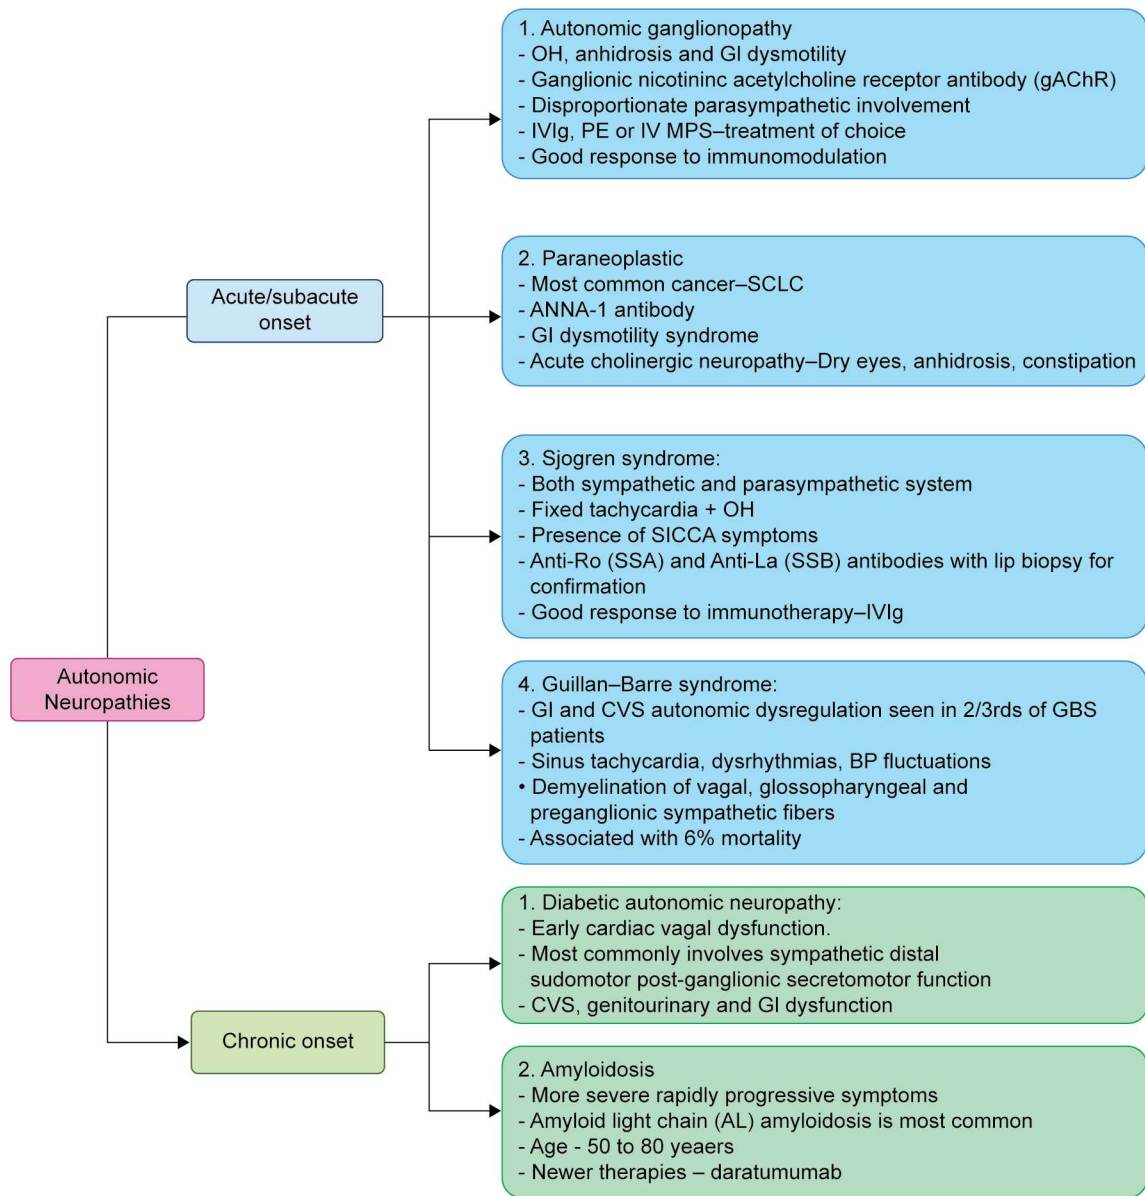 Autonomic
Neuropathies
Acute/subacute
onset
1. Autonomic ganglionopathy
- OH, anhidrosis and GI dysmotility
- Ganglionic nicotininc acetylcholine receptor antibody (gAChR)
- Disproportionate parasympathetic involvement
- IVIg, PE or IV MPS–treatment of choice
- Good response to immunomodulation
2. Paraneoplastic
- Most common cancer–SCLC
- ANNA-1 antibody
- GI dysmotility syndrome
- Acute cholinergic neuropathy–Dry eyes, anhidrosis, constipation
3. Sjogren syndrome:
- Both sympathetic and parasympathetic system
- Fixed tachycardia + OH
- Presence of SICCA symptoms
- Anti-Ro (SSA) and Anti-La (SSB) antibodies with lip biopsy for
confirmation
- Good response to immunotherapy–IVIg
4. Guillan–Barre syndrome:
- GI and CVS autonomic dysregulation seen in 2/3rds of GBS
patients
- Sinus tachycardia, dysrhythmias, BP fluctuations
• Demyelination of vagal, glossopharyngeal and
preganglionic sympathetic fibers
- Associated with 6% mortality
Chronic onset
1. Diabetic autonomic neuropathy:
- Early cardiac vagal dysfunction.
- Most commonly involves sympathetic distal
sudomotor post-ganglionic secretomotor function
- CVS, genitourinary and GI dysfunction
2. Amyloidosis
- More severe rapidly progressive symptoms
- Amyloid light chain (AL) amyloidosis is most common
- Age - 50 to 80 yeaers
- Newer therapies – daratumumab